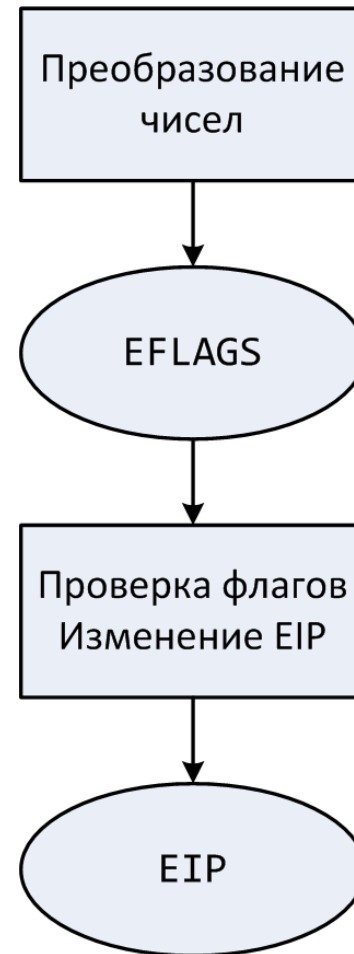 Преобразование
чисел
EFLAGS
Проверка флагов
Изменение EIP
EIP